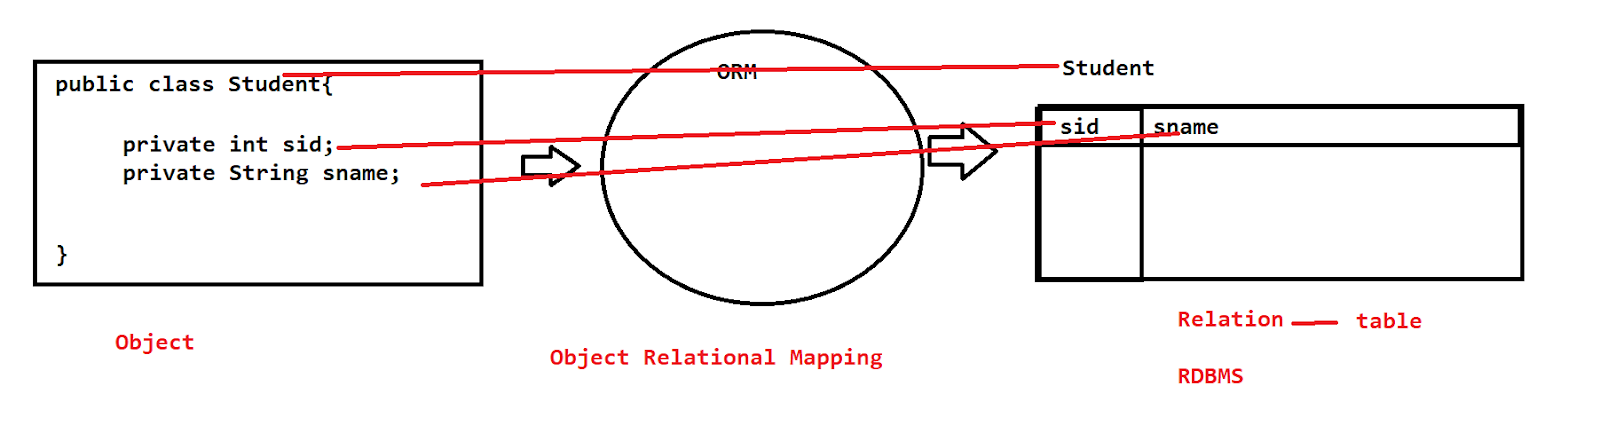 public class Student{
private int sid;
private String sname;
}
Object
ORM
Object Relational Mapping
Student
sid sname
Relation table
RDBMS